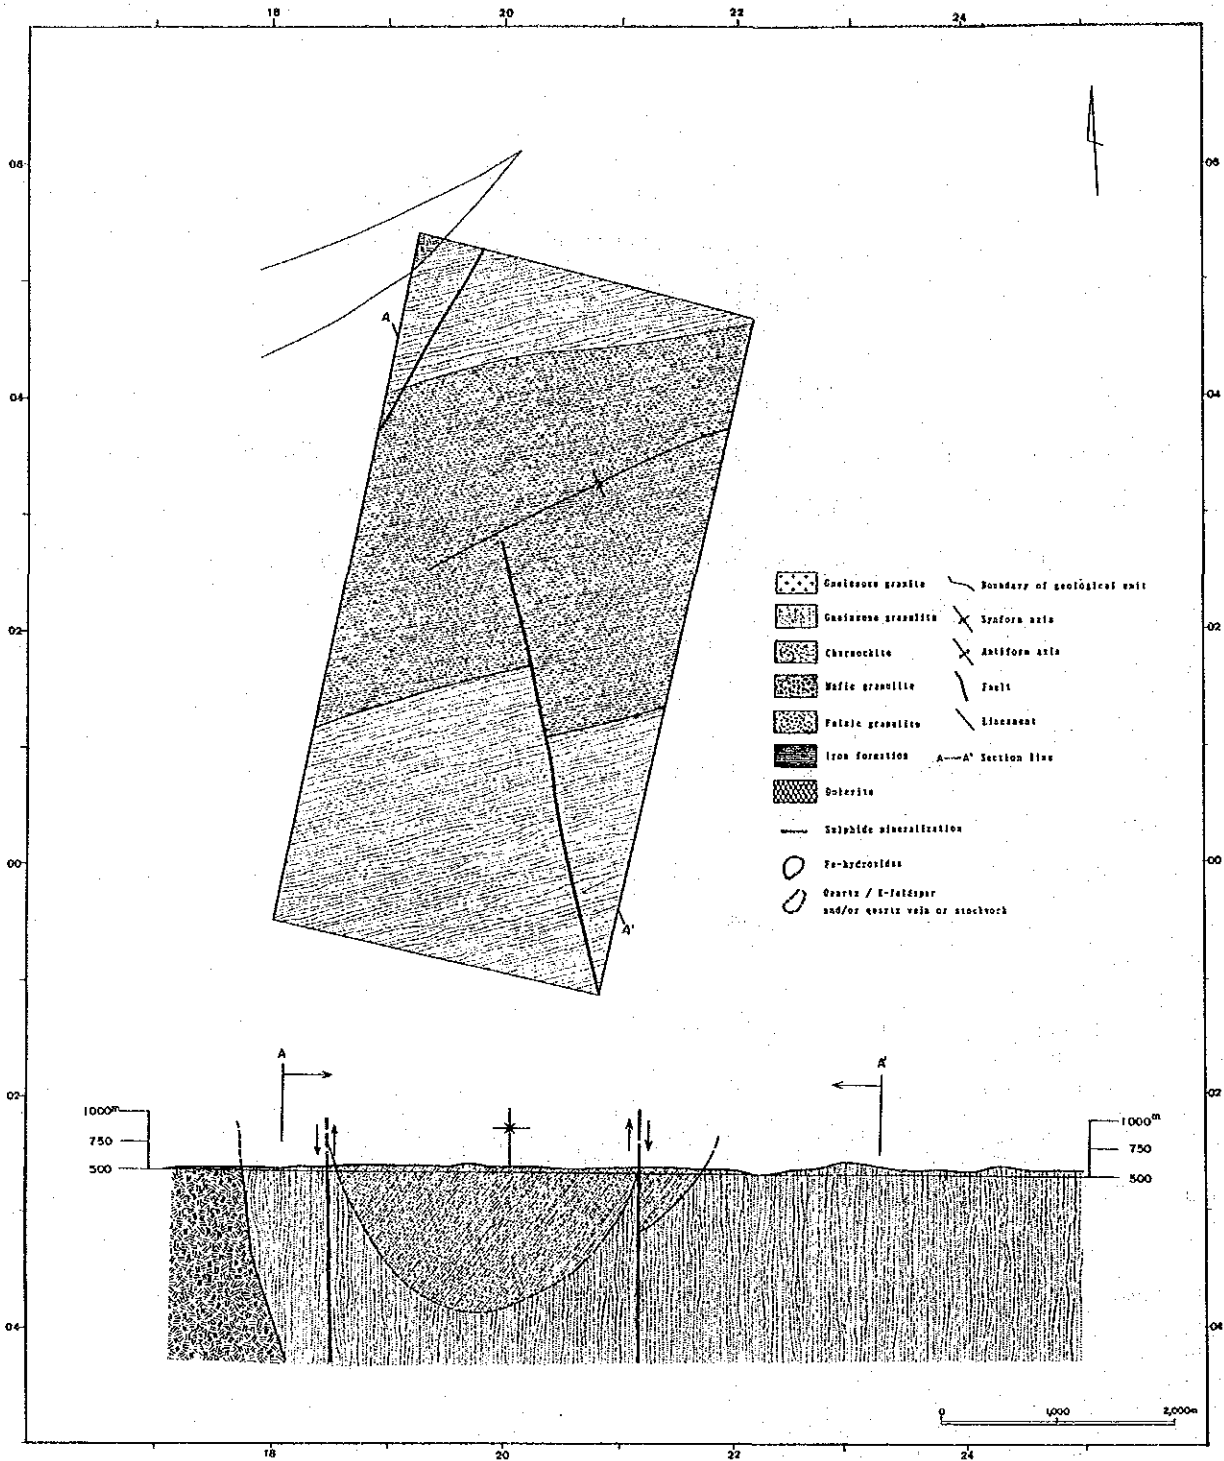 18 20 22 24
06 06
A
04 04
02 02
Gneissose granite Boundary of geological unit
Gneissose granulite Synform axis
Charnockite Antiform axis
Mafic granulite Fault
Felsic granulite Lineament
Iron formation A—A' Section line
Dolerite
Sulphide mineralization
00 00
Fe-hydroxides
Quartz / K-feldspar
and/or quartz vein or stockwork
A'
A A'
02 02
1000m 1000m
750 750
500 500
04 04
0 1,000 2,000m
18 20 22 24